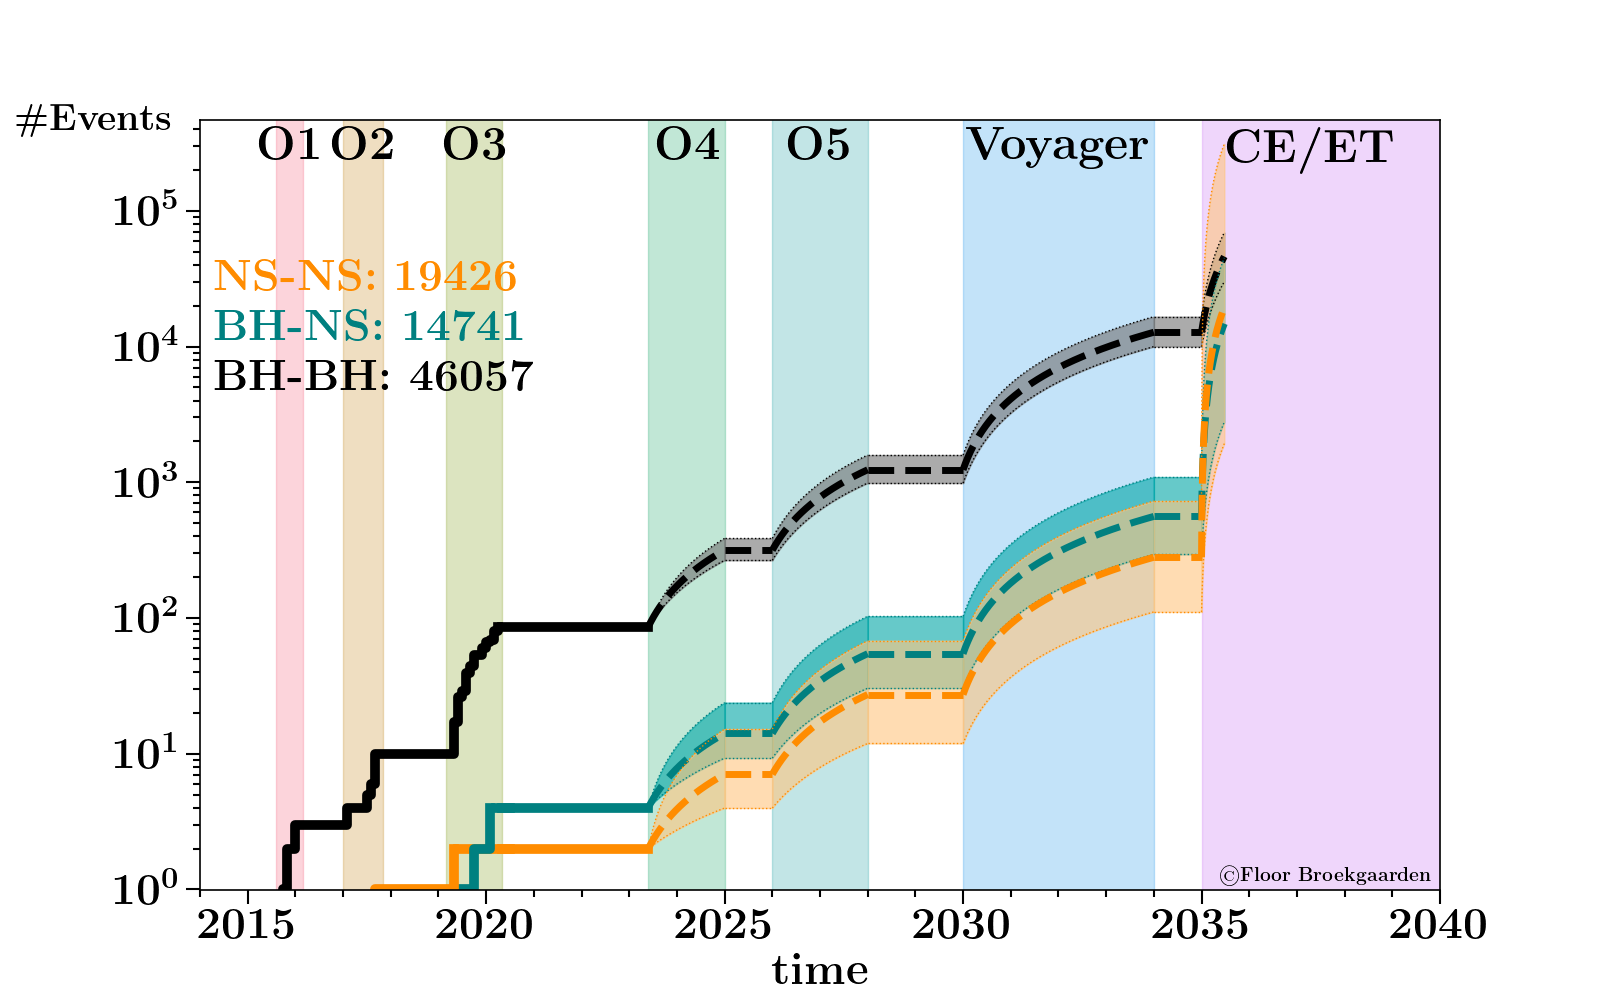 #Events
O1 O2 O3 O4 O5 Voyager CE/ET
10^5
NS-NS: 19426
BH-NS: 14741
10^4
BH-BH: 46057
10^3
10^2
10^1
©Floor Broekgaarden
10^0
2015 2020 2025 2030 2035 2040
time